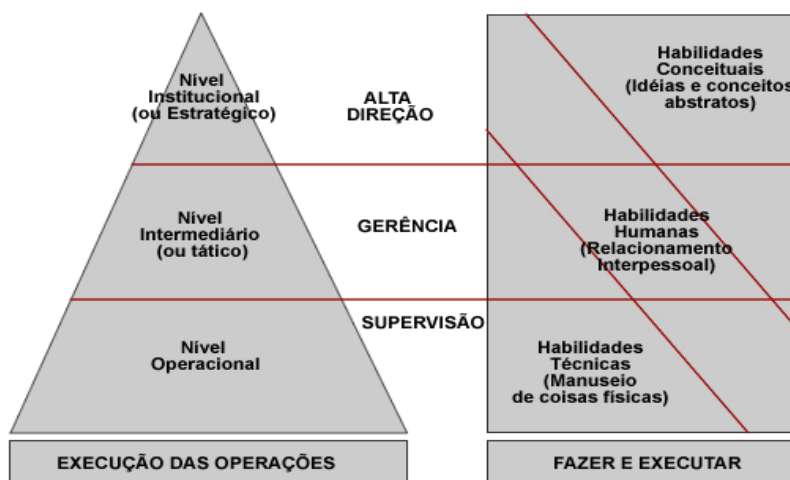 Nível
Institucional
(ou Estratégico)
ALTA
DIREÇÃO
Habilidades
Conceituais
(Idéias e conceitos
abstratos)
Nível
Intermediário
(ou tático)
GERÊNCIA
Habilidades
Humanas
(Relacionamento
Interpessoal)
SUPERVISÃO
Nível
Operacional
Habilidades
Técnicas
(Manuseio
de coisas físicas)
EXECUÇÃO DAS OPERAÇÕES
FAZER E EXECUTAR